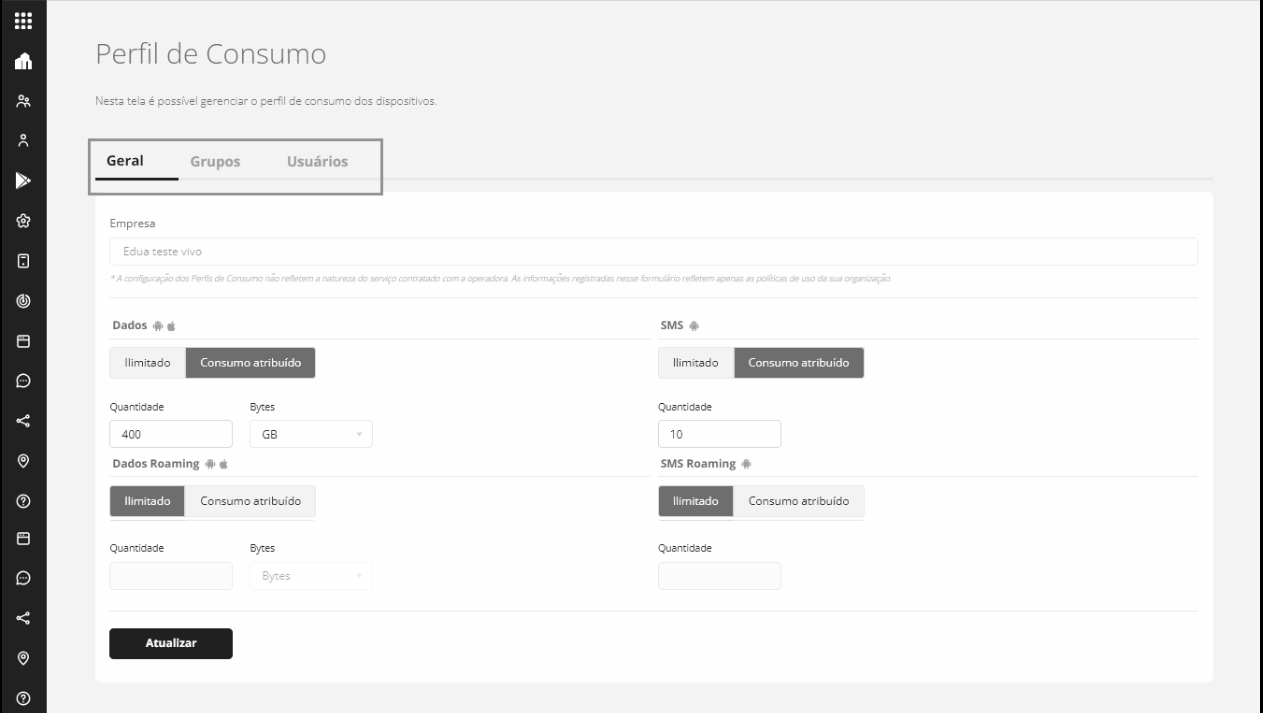 Perfil de Consumo
Nesta tela é possível gerenciar o perfil de consumo dos dispositivos.
Geral Grupos Usuários
Empresa
Edua teste vivo
* A configuração dos Perfis de Consumo não refletem a natureza do serviço contratado com a operadora. As informações registradas nesse formulário refletem apenas as políticas de uso da sua organização.
Dados SMS
Ilimitado Consumo atribuído Ilimitado Consumo atribuído
Quantidade Bytes Quantidade
400 GB 10
Dados Roaming SMS Roaming
Ilimitado Consumo atribuído Ilimitado Consumo atribuído
Quantidade Bytes Quantidade
Bytes
Atualizar